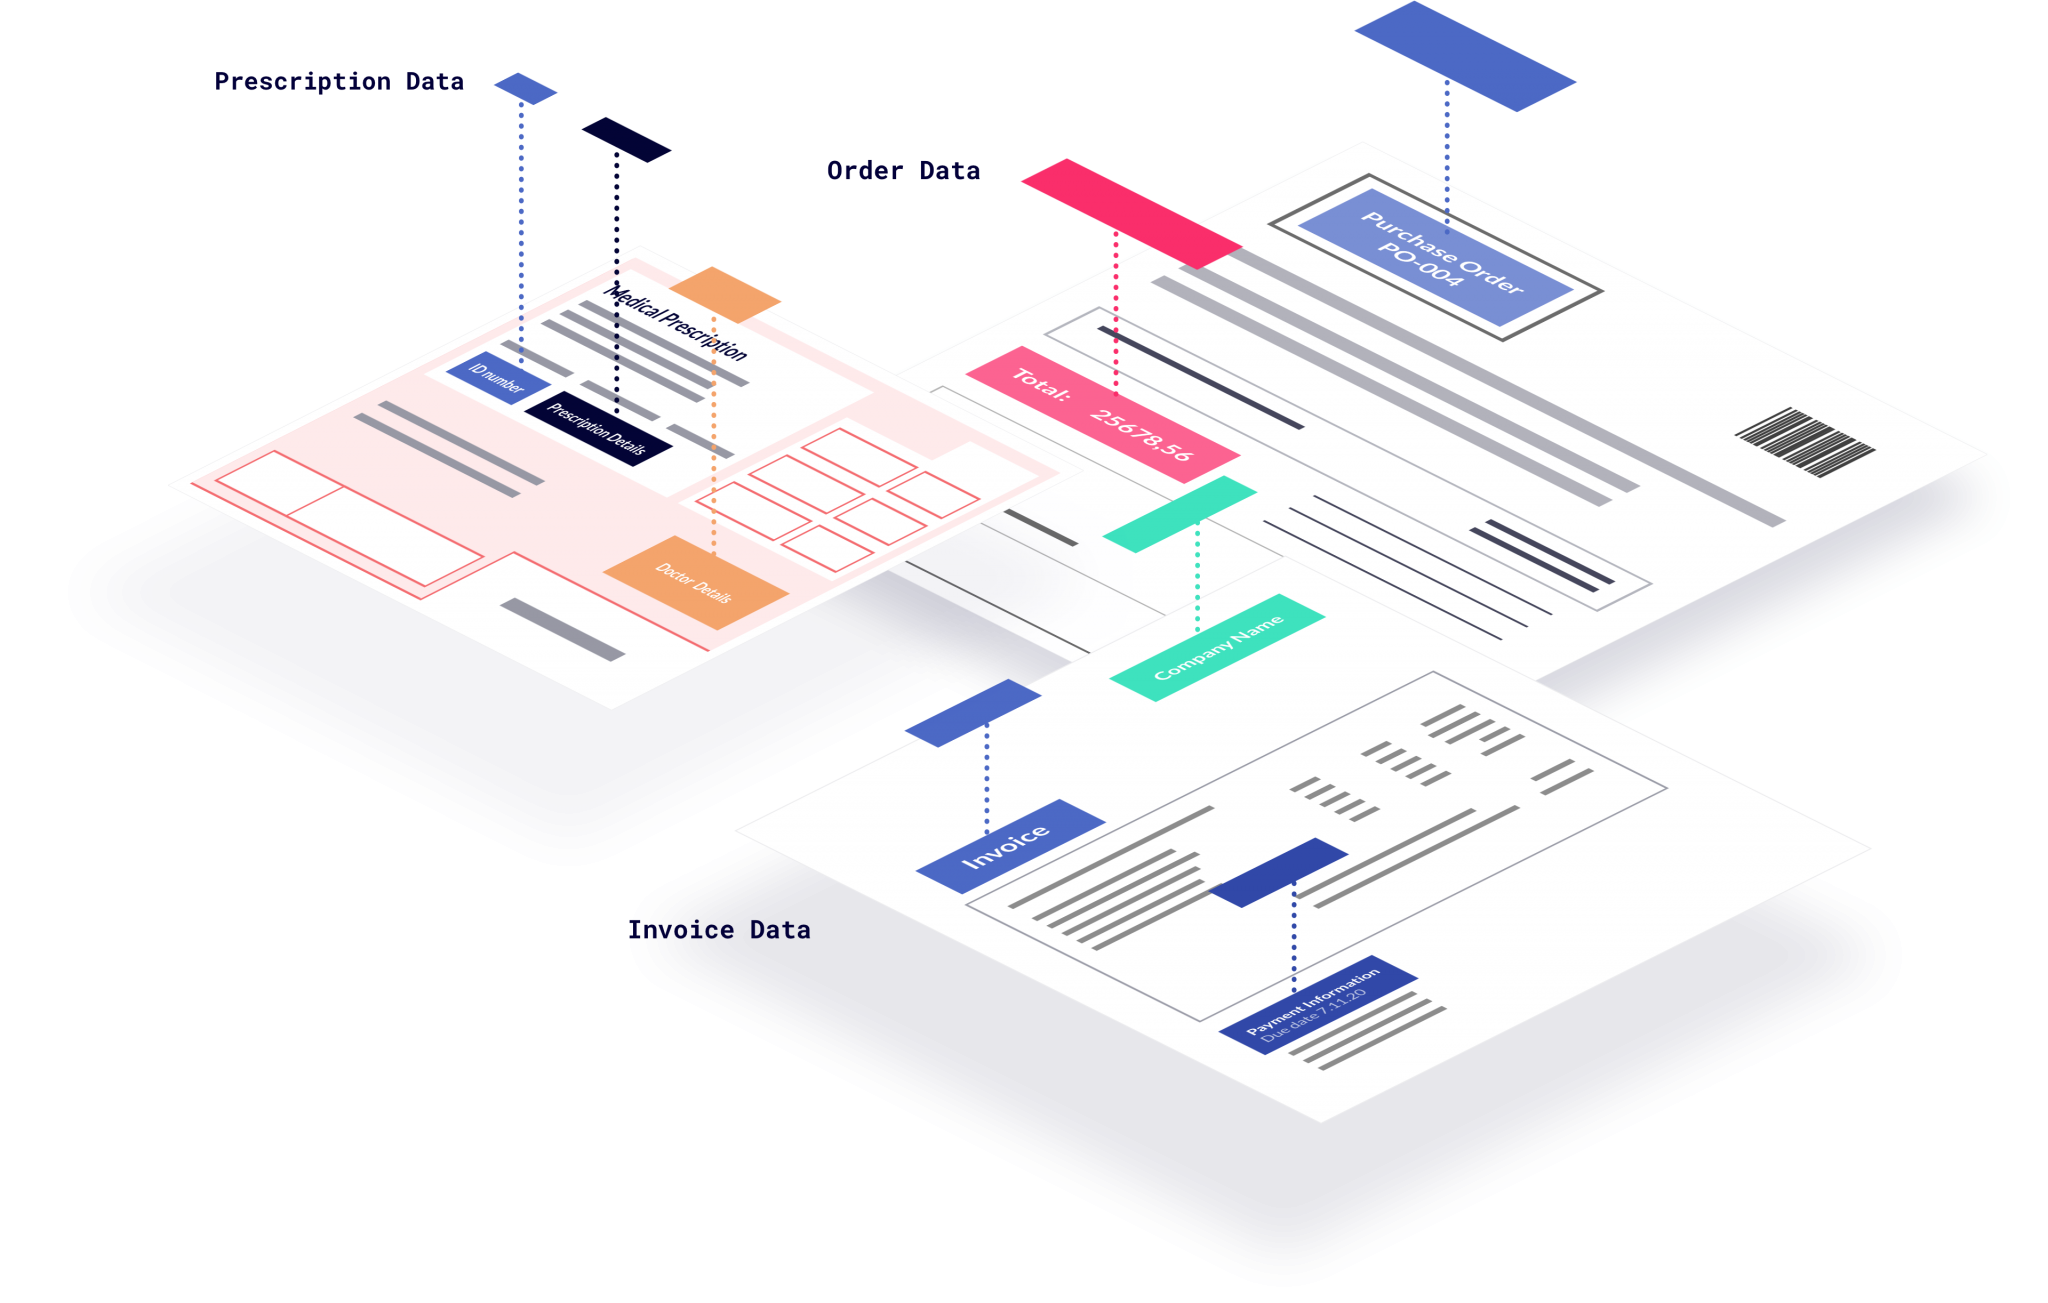 Prescription Data
Medical Prescription
ID number
Prescription Details
Doctor Details
Order Data
Purchase Order
PO-004
Total: 25678,56
Company Name
Invoice
Invoice Data
Payment Information
Due date 7.11.20